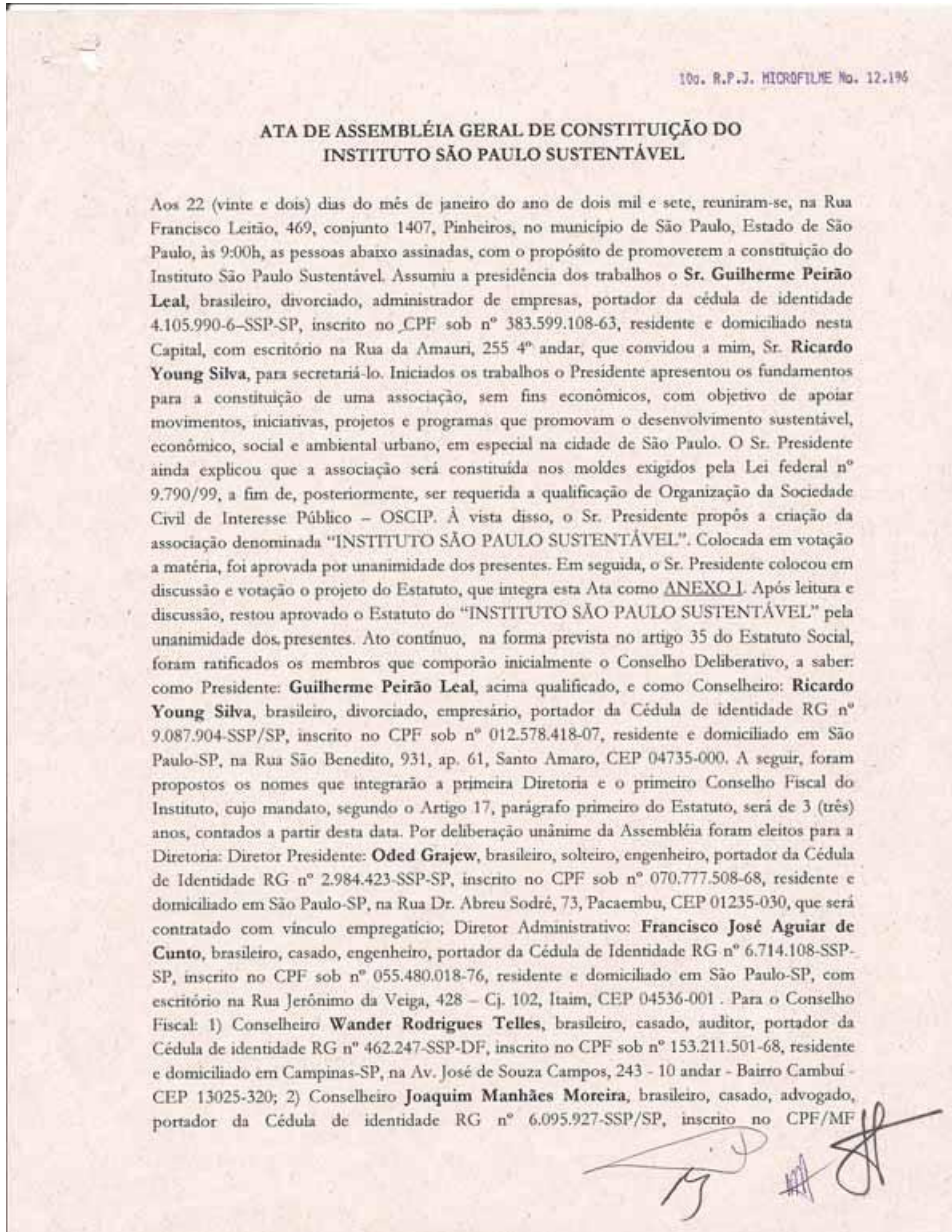 10o. R.P.J. MICROFILME No. 12.196
ATA DE ASSEMBLÉIA GERAL DE CONSTITUIÇÃO DO
INSTITUTO SÃO PAULO SUSTENTÁVEL
Aos 22 (vinte e dois) dias do mês de janeiro do ano de dois mil e sete, reuniram-se, na Rua
Francisco Leitão, 469, conjunto 1407, Pinheiros, no município de São Paulo, Estado de São
Paulo, às 9:00h, as pessoas abaixo assinadas, com o propósito de promoverem a constituição do
Instituto São Paulo Sustentável. Assumiu a presidência dos trabalhos o Sr. Guilherme Peirão
Leal, brasileiro, divorciado, administrador de empresas, portador da cédula de identidade
4.105.990-6–SSP-SP, inscrito no CPF sob nº 383.599.108-63, residente e domiciliado nesta
Capital, com escritório na Rua da Amauri, 255 4º andar, que convidou a mim, Sr. Ricardo
Young Silva, para secretariá-lo. Iniciados os trabalhos o Presidente apresentou os fundamentos
para a constituição de uma associação, sem fins econômicos, com objetivo de apoiar
movimentos, iniciativas, projetos e programas que promovam o desenvolvimento sustentável,
econômico, social e ambiental urbano, em especial na cidade de São Paulo. O Sr. Presidente
ainda explicou que a associação será constituída nos moldes exigidos pela Lei federal nº
9.790/99, a fim de, posteriormente, ser requerida a qualificação de Organização da Sociedade
Civil de Interesse Público – OSCIP. À vista disso, o Sr. Presidente propôs a criação da
associação denominada “INSTITUTO SÃO PAULO SUSTENTÁVEL”. Colocada em votação
a matéria, foi aprovada por unanimidade dos presentes. Em seguida, o Sr. Presidente colocou em
discussão e votação o projeto do Estatuto, que integra esta Ata como ANEXO I. Após leitura e
discussão, restou aprovado o Estatuto do “INSTITUTO SÃO PAULO SUSTENTÁVEL” pela
unanimidade dos presentes. Ato contínuo, na forma prevista no artigo 35 do Estatuto Social,
foram ratificados os membros que comporão inicialmente o Conselho Deliberativo, a saber:
como Presidente: Guilherme Peirão Leal, acima qualificado, e como Conselheiro: Ricardo
Young Silva, brasileiro, divorciado, empresário, portador da Cédula de identidade RG nº
9.087.904-SSP/SP, inscrito no CPF sob nº 012.578.418-07, residente e domiciliado em São
Paulo-SP, na Rua São Benedito, 931, ap. 61, Santo Amaro, CEP 04735-000. A seguir, foram
propostos os nomes que integrarão a primeira Diretoria e o primeiro Conselho Fiscal do
Instituto, cujo mandato, segundo o Artigo 17, parágrafo primeiro do Estatuto, será de 3 (três)
anos, contados a partir desta data. Por deliberação unânime da Assembléia foram eleitos para a
Diretoria: Diretor Presidente: Oded Grajew, brasileiro, solteiro, engenheiro, portador da Cédula
de Identidade RG nº 2.984.423-SSP-SP, inscrito no CPF sob nº 070.777.508-68, residente e
domiciliado em São Paulo-SP, na Rua Dr. Abreu Sodré, 73, Pacaembu, CEP 01235-030, que será
contratado com vínculo empregatício; Diretor Administrativo: Francisco José Aguiar de
Cunto, brasileiro, casado, engenheiro, portador da Cédula de Identidade RG nº 6.714.108-SSP-
SP, inscrito no CPF sob nº 055.480.018-76, residente e domiciliado em São Paulo-SP, com
escritório na Rua Jerônimo da Veiga, 428 – Cj. 102, Itaim, CEP 04536-001 . Para o Conselho
Fiscal: 1) Conselheiro Wander Rodrigues Telles, brasileiro, casado, auditor, portador da
Cédula de identidade RG nº 462.247-SSP-DF, inscrito no CPF sob nº 153.211.501-68, residente
e domiciliado em Campinas-SP, na Av. José de Souza Campos, 243 - 10 andar - Bairro Cambuí -
CEP 13025-320; 2) Conselheiro Joaquim Manhães Moreira, brasileiro, casado, advogado,
portador da Cédula de identidade RG nº 6.095.927-SSP/SP, inscrito no CPF/MF